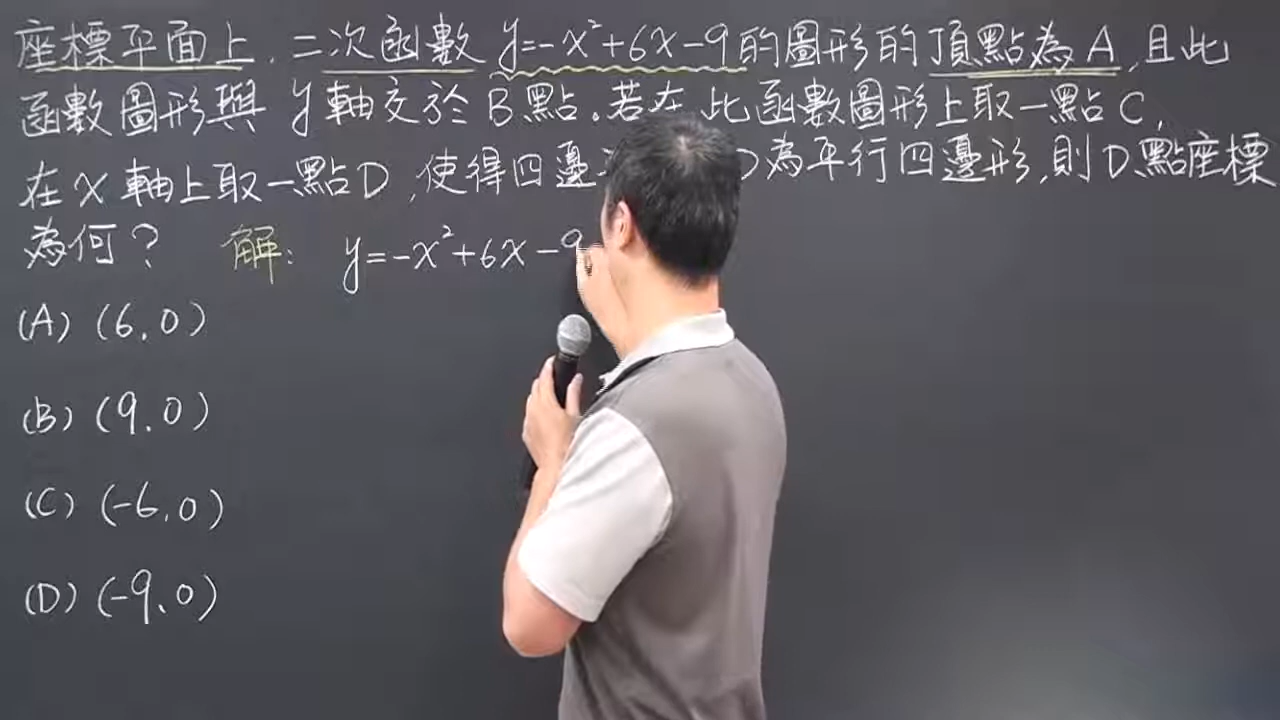 座標平面上，二次函數 y=-x²+6x-9的圖形的頂點為A，且此
函數圖形與 y軸交於B點。若在此函數圖形上取一點C，
在x軸上取一點D，使得四邊 為平行四邊形，則D點座標
為何？ 解： y=-x²+6x-9
(A) (6,0)
(B) (9,0)
(C) (-6,0)
(D) (-9,0)